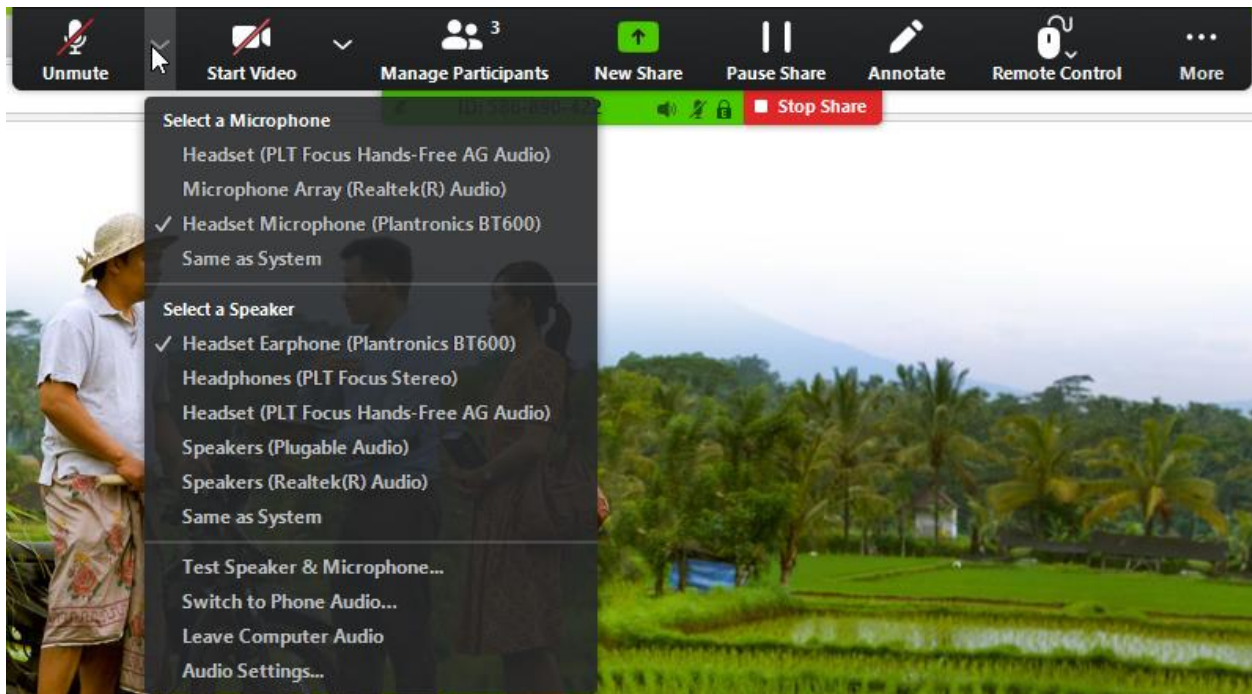 3
Unmute Start Video Manage Participants New Share Pause Share Annotate Remote Control More
Stop Share
Select a Microphone
Headset (PLT Focus Hands-Free AG Audio)
Microphone Array (Realtek(R) Audio)
✓ Headset Microphone (Plantronics BT600)
Same as System
Select a Speaker
✓ Headset Earphone (Plantronics BT600)
Headphones (PLT Focus Stereo)
Headset (PLT Focus Hands-Free AG Audio)
Speakers (Plugable Audio)
Speakers (Realtek(R) Audio)
Same as System
Test Speaker & Microphone...
Switch to Phone Audio...
Leave Computer Audio
Audio Settings...